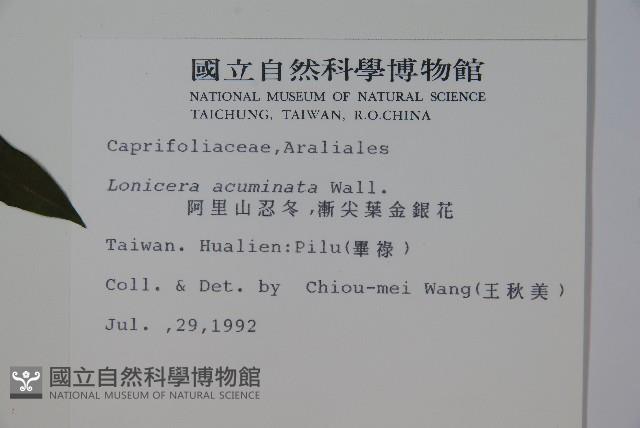 國立自然科學博物館
NATIONAL MUSEUM OF NATURAL SCIENCE
TAICHUNG, TAIWAN, R.O.CHINA
Caprifoliaceae,Araliales
Lonicera acuminata Wall.
阿里山忍冬,漸尖葉金銀花
Taiwan. Hualien:Pilu(畢祿)
Coll. & Det. by Chiou-mei Wang(王秋美)
Jul. ,29,1992
國立自然科學博物館
NATIONAL MUSEUM OF NATURAL SCIENCE